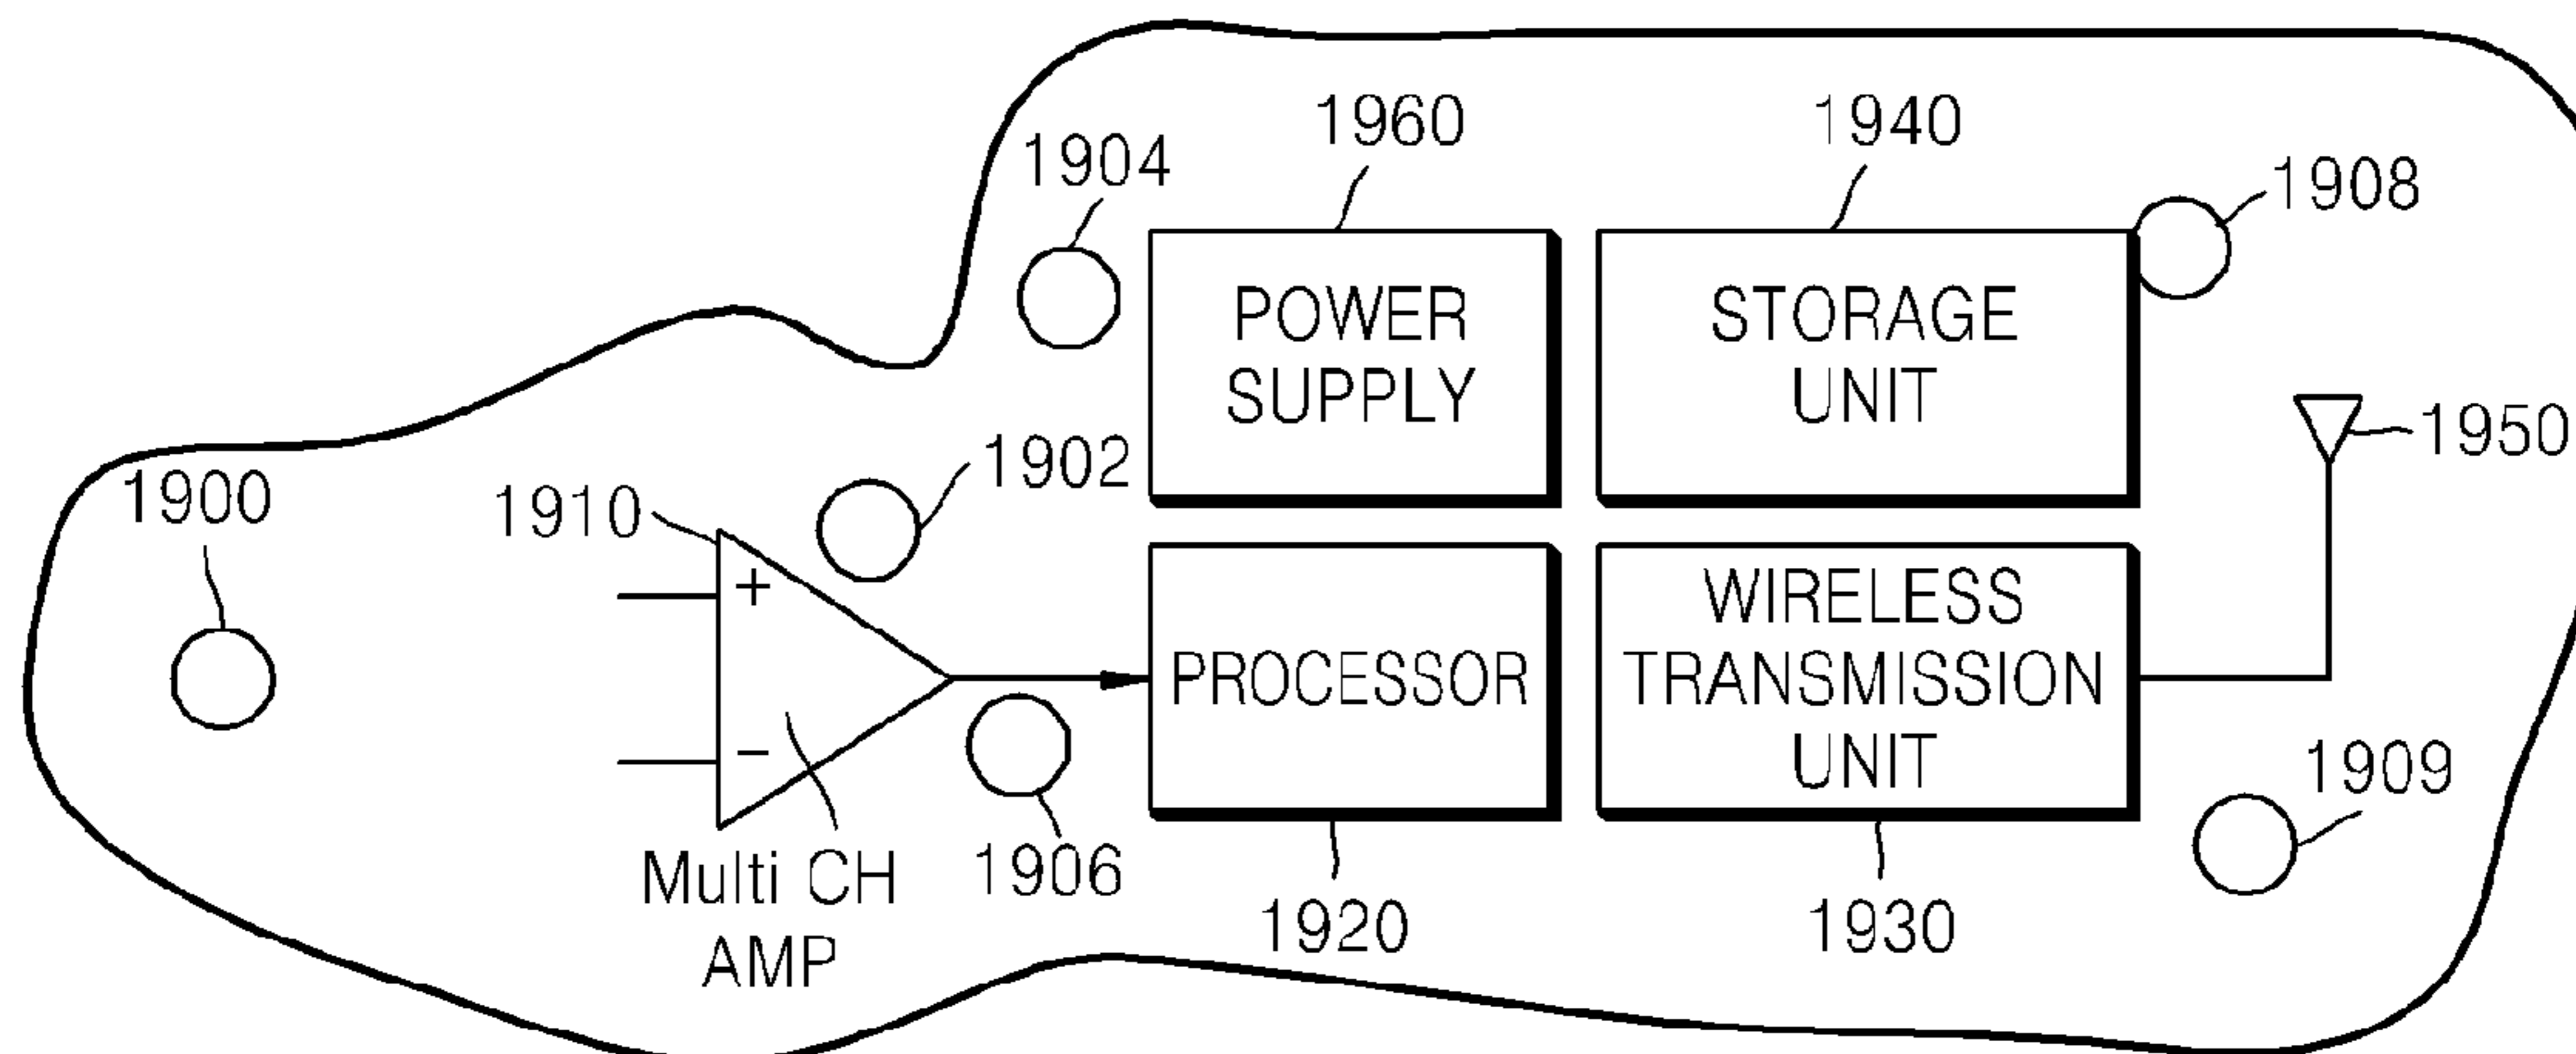 1960
1940
1904
1908
POWER
SUPPLY
STORAGE
UNIT
1950
1902
1900
1910
+
−
PROCESSOR
WIRELESS
TRANSMISSION
UNIT
1909
Multi CH
AMP
1906
1920
1930